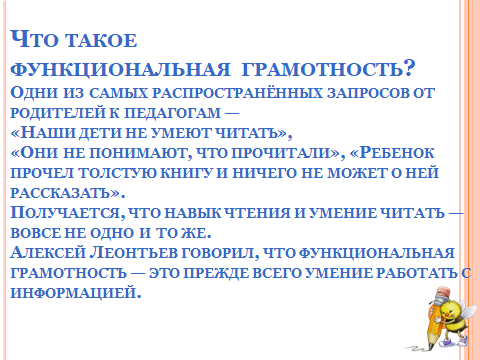 Что такое
функциональная грамотность?
Одни из самых распространённых запросов от
родителей к педагогам —
«Наши дети не умеют читать»,
«Они не понимают, что прочитали», «Ребенок
прочел толстую книгу и ничего не может о ней
рассказать».
Получается, что навык чтения и умение читать —
вовсе не одно и то же.
Алексей Леонтьев говорил, что функциональная
грамотность — это прежде всего умение работать с
информацией.